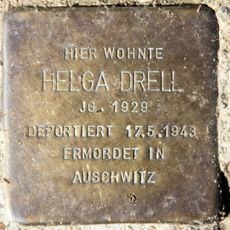 HIER WOHNTE
HELGA DRELL
JG. 1929
DEPORTIERT 17.5.1943
ERMORDET IN
AUSCHWITZ